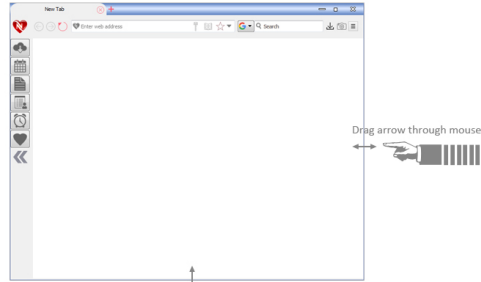 New Tab
Enter web address
G
Search
Drag arrow through mouse